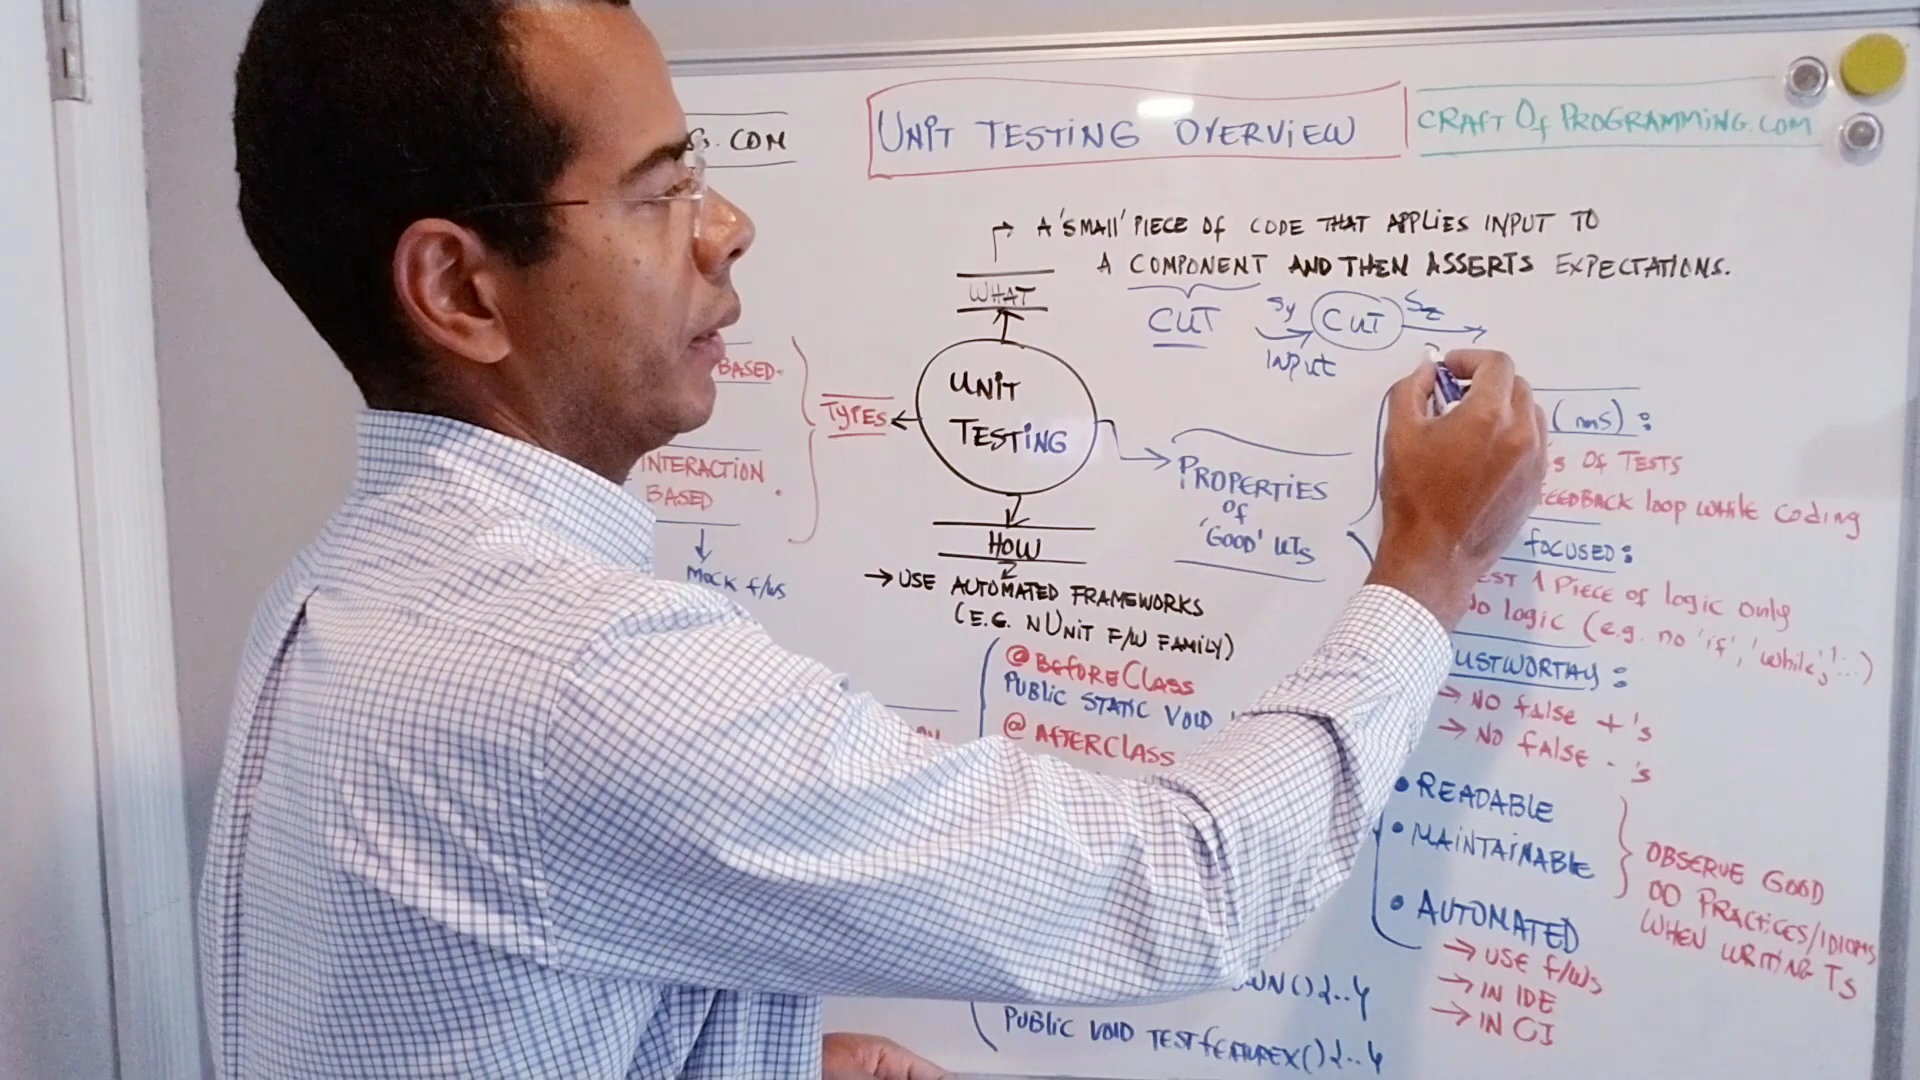 S. COM
UNIT TESTING OVERVIEW
CRAFT Of PROGRAMMING.COM
A 'SMALL' PIECE OF CODE THAT APPLIES INPUT TO
A COMPONENT AND THEN ASSERTS EXPECTATIONS.
WHAT
CUT
Sy
CUT
Sz
INPUT
UNIT
TESTING
TYPES
BASED
INTERACTION
BASED
MOCK f/ws
PROPERTIES
of
'GOOD' UTs
HOW
→ USE AUTOMATED FRAMEWORKS
(E.G. NUNIT F/W FAMILY)
@BEFORECLASS
PUBLIC STATIC VOID
@AFTERCLASS
PUBLIC VOID TESTfEATUREX(){..}
(ms):
OF TESTS
FEEDBACK loop WHILE CODING
FOCUSED:
1 PIECE of logic only
logic (e.g. no 'if', 'while', ...)
USTWORTHY:
→ NO false +'s
→ NO FALSE -'s
• READABLE
• MAINTAINABLE
OBSERVE GOOD
OO PRACTICES/IDIOMS
WHEN WRITING TS
• AUTOMATED
→ USE f/ws
→ IN IDE
→ IN CI